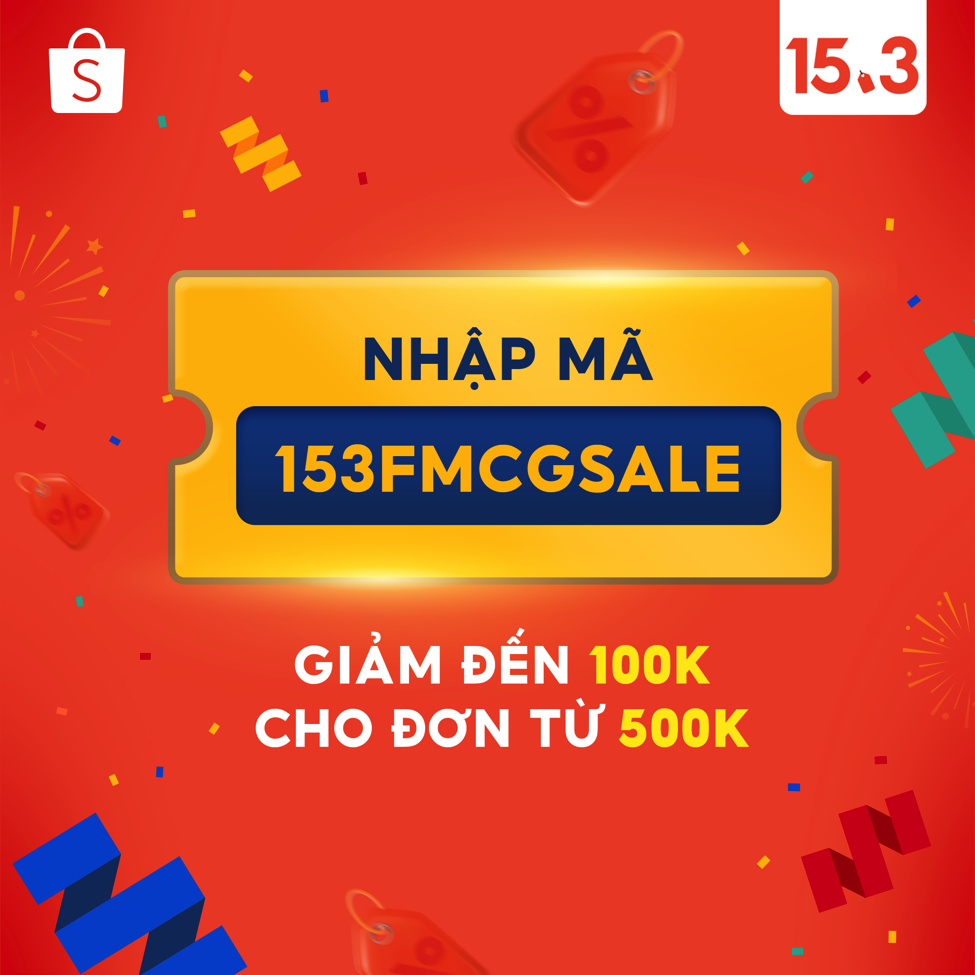 S
15.3
NHẬP MÃ
153FMCGSALE
GIẢM ĐẾN 100K
CHO ĐƠN TỪ 500K